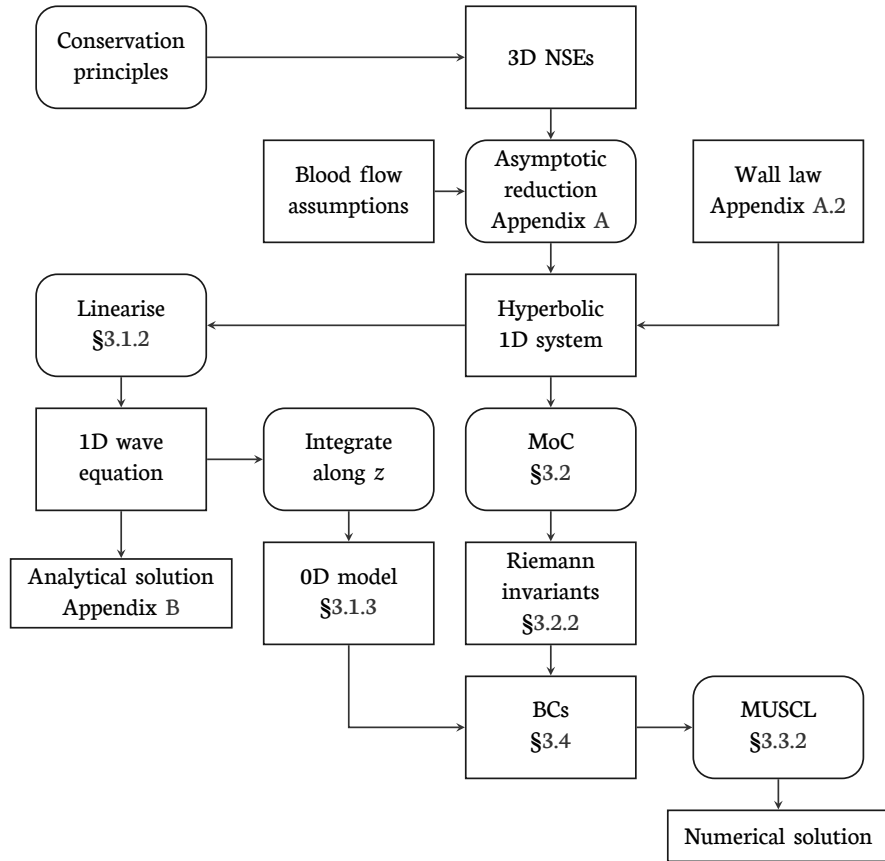 Conservation
principles
3D NSEs
Blood flow
assumptions
Asymptotic
reduction
Appendix A
Wall law
Appendix A.2
Linearise
§3.1.2
Hyperbolic
1D system
1D wave
equation
Integrate
along z
MoC
§3.2
Analytical solution
Appendix B
0D model
§3.1.3
Riemann
invariants
§3.2.2
BCs
§3.4
MUSCL
§3.3.2
Numerical solution